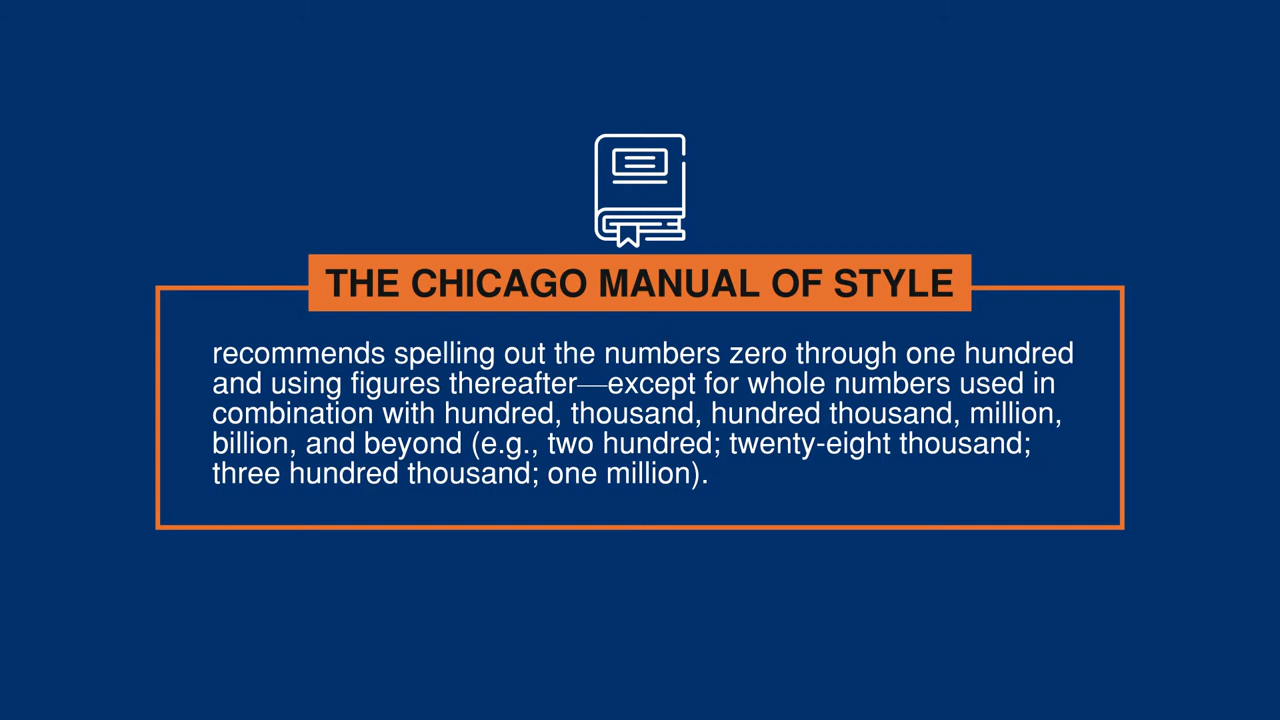 THE CHICAGO MANUAL OF STYLE
recommends spelling out the numbers zero through one hundred
and using figures thereafter—except for whole numbers used in
combination with hundred, thousand, hundred thousand, million,
billion, and beyond (e.g., two hundred; twenty-eight thousand;
three hundred thousand; one million).